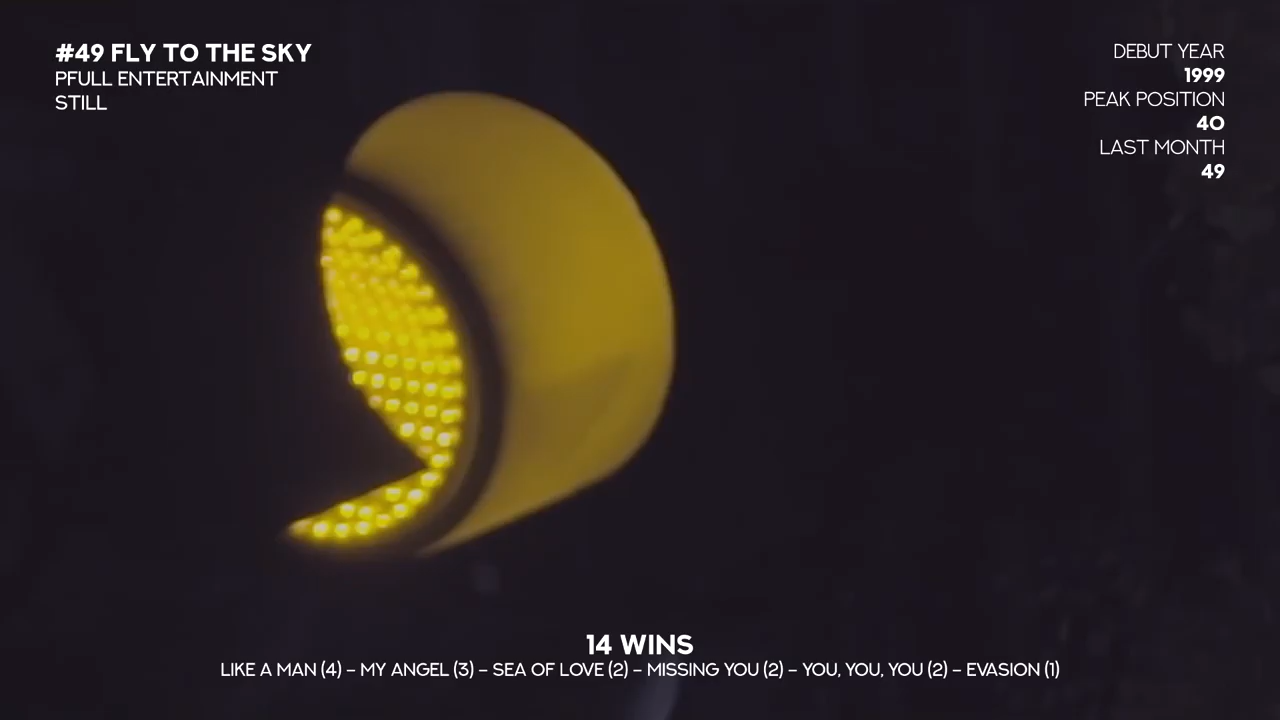 #49 FLY TO THE SKY
PFULL ENTERTAINMENT
STILL
DEBUT YEAR
1999
PEAK POSITION
40
LAST MONTH
49
14 WINS
LIKE A MAN (4) – MY ANGEL (3) – SEA OF LOVE (2) – MISSING YOU (2) – YOU, YOU, YOU (2) – EVASION (1)